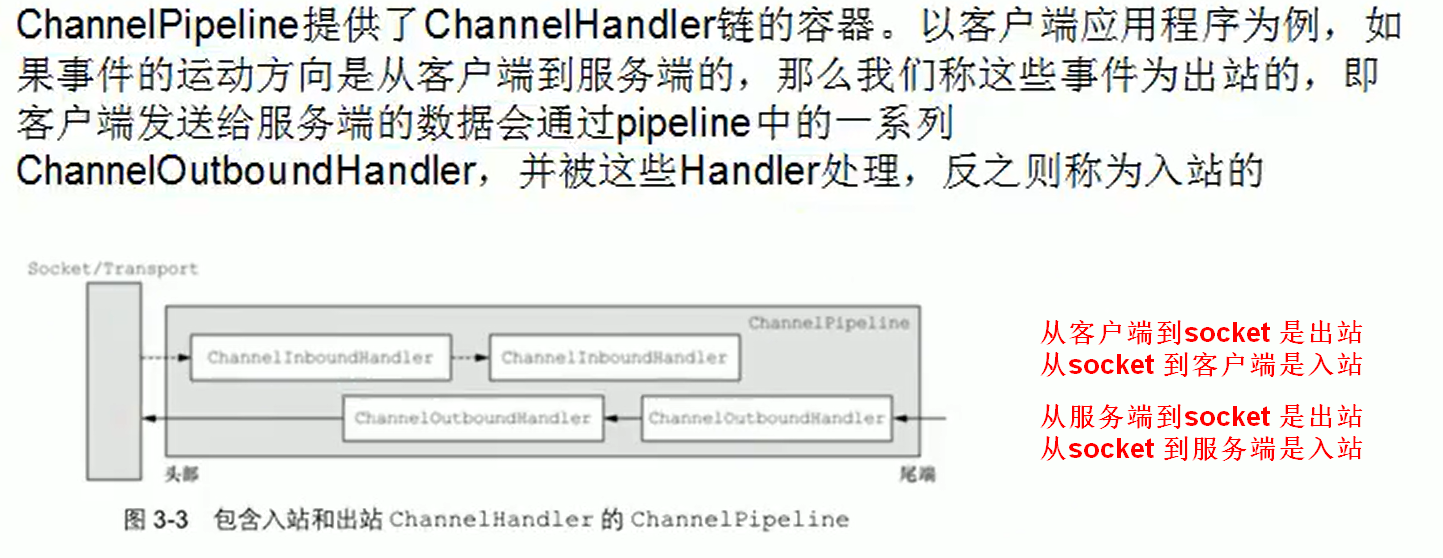 ChannelPipeline提供了ChannelHandler链的容器。以客户端应用程序为例，如
果事件的运动方向是从客户端到服务端的，那么我们称这些事件为出站的，即
客户端发送给服务端的数据会通过pipeline中的一系列
ChannelOutboundHandler，并被这些Handler处理，反之则称为入站的
Socket/Transport
ChannelPipeline
ChannelInboundHandler
ChannelInboundHandler
ChannelOutboundHandler
ChannelOutboundHandler
头部
尾端
从客户端到socket 是出站
从socket 到客户端是入站
从服务端到socket 是出站
从socket 到服务端是入站
图 3-3 包含入站和出站 ChannelHandler 的 ChannelPipeline